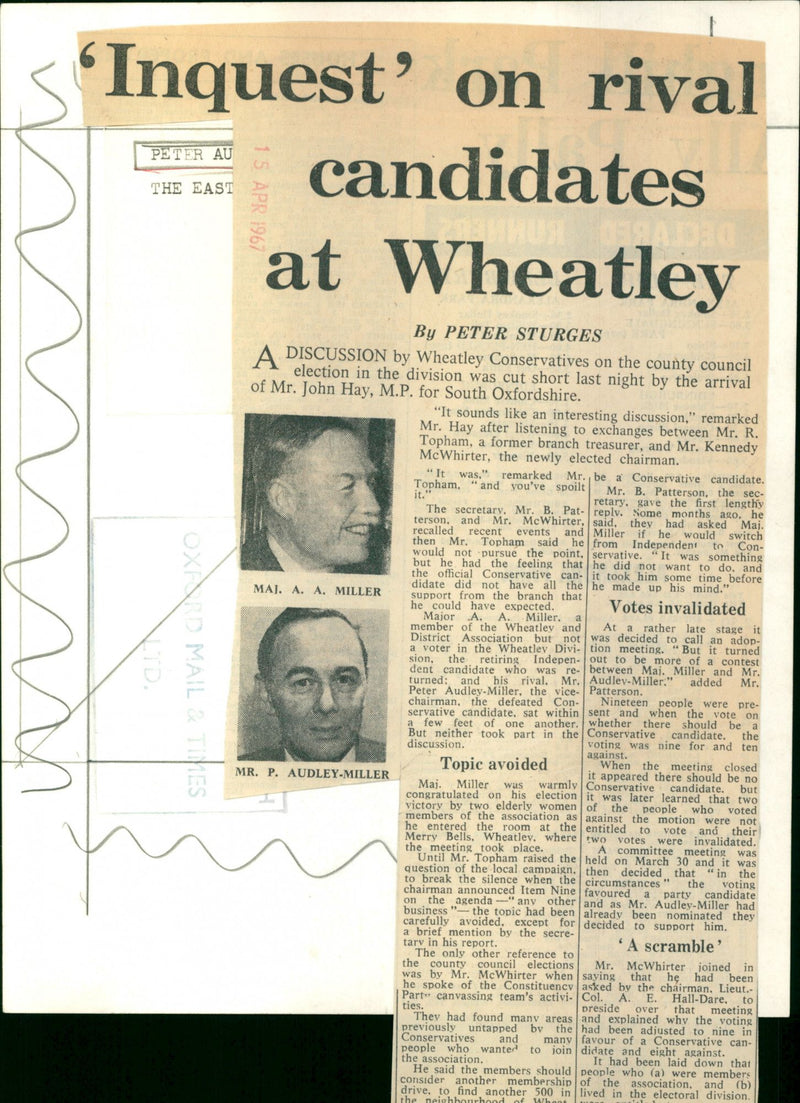 'Inquest' on rival
candidates
at Wheatley
PETER AU
THE EAST
15 APR 1967
By PETER STURGES
A DISCUSSION by Wheatley Conservatives on the county council
election in the division was cut short last night by the arrival
of Mr. John Hay, M.P. for South Oxfordshire.
"It sounds like an interesting discussion," remarked
Mr. Hay after listening to exchanges between Mr. R.
Topham, a former branch treasurer, and Mr. Kennedy
McWhirter, the newly elected chairman.
MAJ. A. A. MILLER
MR. P. AUDLEY-MILLER
"It was," remarked Mr.
Topham, "and you've spoilt
it."
The secretary, Mr. B. Pat-
terson, and Mr. McWhirter,
recalled recent events and
then Mr. Topham said he
would not pursue the point,
but he had the feeling that
the official Conservative can-
didate did not have all the
support from the branch that
he could have expected.
Major A. A. Miller, a
member of the Wheatley and
District Association but not
a voter in the Wheatley Divi-
sion, the retiring Indepen-
dent candidate who was re-
turned; and his rival, Mr.
Peter Audley-Miller, the vice-
chairman, the defeated Con-
servative candidate, sat within
a few feet of one another.
But neither took part in the
discussion.
Topic avoided
Maj. Miller was warmly
congratulated on his election
victory by two elderly women
members of the association as
he entered the room at the
Merry Bells, Wheatley, where
the meeting took place.
Until Mr. Topham raised the
question of the local campaign,
to break the silence when the
chairman announced Item Nine
on the agenda—"any other
business"—the topic had been
carefully avoided, except for
a brief mention by the secre-
tary in his report.
The only other reference to
the county council elections
was by Mr. McWhirter when
he spoke of the Constituency
Party canvassing team's activi-
ties.
They had found many areas
previously untapped by the
Conservatives and many
people who wanted to join
the association.
He said the members should
consider another membership
drive, to find another 500 in
the neighbourhood of Wheat-
be a Conservative candidate.
Mr. B. Patterson, the sec-
retary, gave the first lengthy
reply. Some months ago, he
said, they had asked Maj.
Miller if he would switch
from Independent to Con-
servative. "It was something
he did not want to do, and
it took him some time before
he made up his mind."
Votes invalidated
At a rather late stage it
was decided to call an adop-
tion meeting. "But it turned
out to be more of a contest
between Maj. Miller and Mr.
Audley-Miller," added Mr.
Patterson.
Nineteen people were pre-
sent and when the vote on
whether there should be a
Conservative candidate, the
voting was nine for and ten
against.
When the meeting closed
it appeared there should be no
Conservative candidate, but
it was later learned that two
of the people who voted
against the motion were not
entitled to vote and their
two votes were invalidated.
A committee meeting was
held on March 30 and it was
then decided that "in the
circumstances" the voting
favoured a party candidate
and as Mr. Audley-Miller had
already been nominated they
decided to support him.
'A scramble'
Mr. McWhirter joined in
saying that he had been
asked by the chairman, Lieut.-
Col. A. E. Hall-Dare, to
preside over that meeting
and explained why the voting
had been adjusted to nine in
favour of a Conservative can-
didate and eight against.
It had been laid down that
people who (a) were members
of the association, and (b)
lived in the electoral division,
OXFORD MAIL & TIMES
LTD.